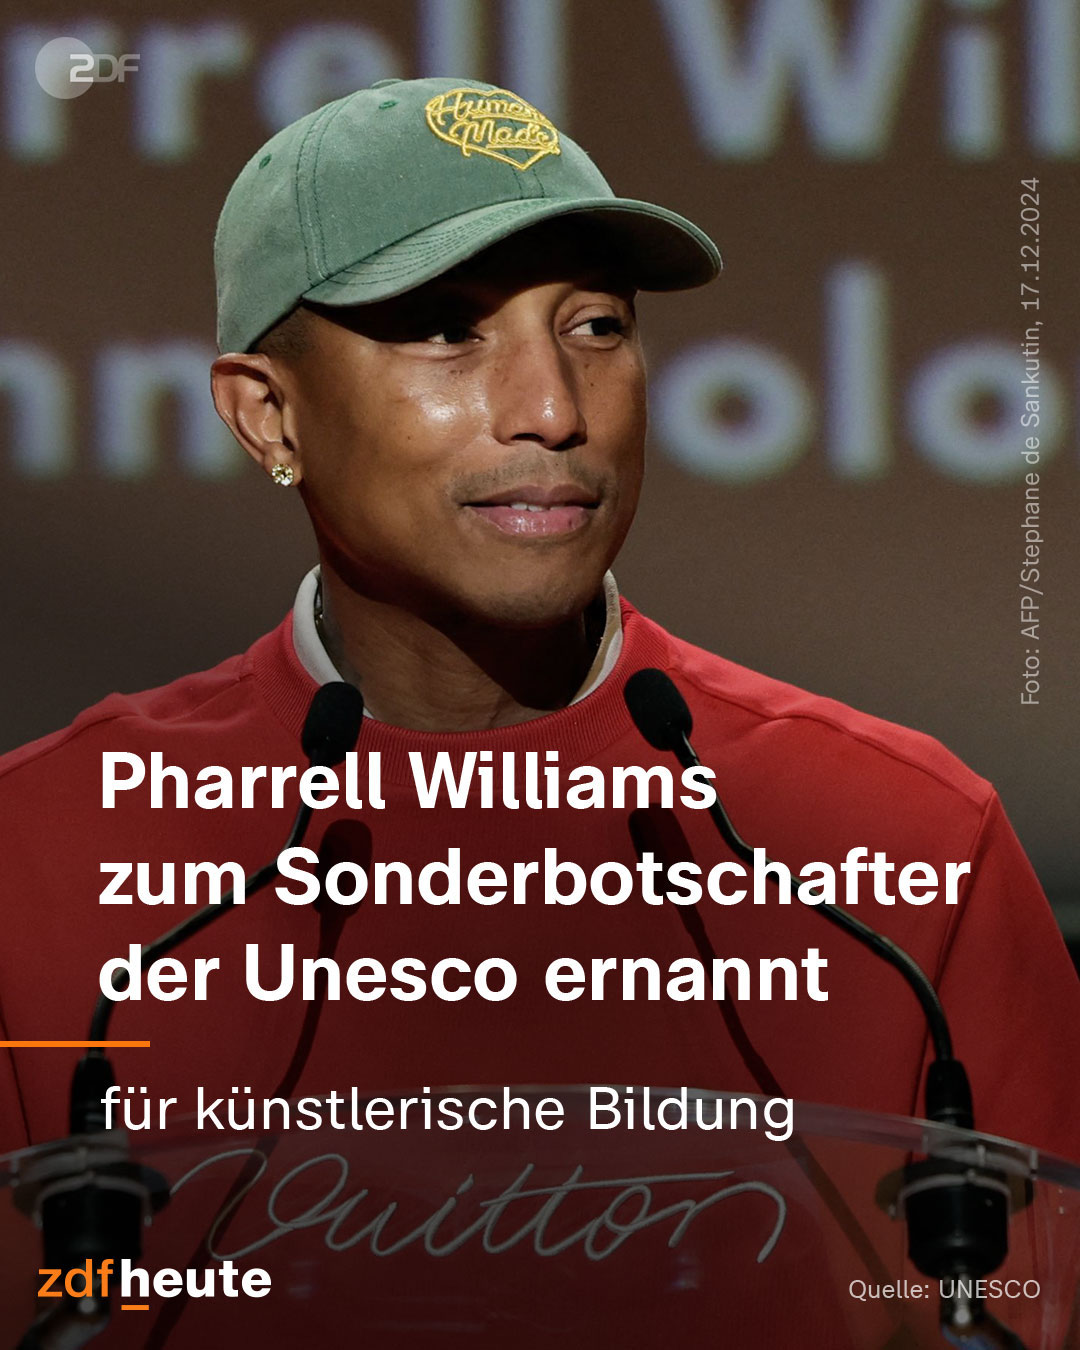 rrell Wil
ZDF
Human
Made
nn
olo
Foto: AFP/Stephane de Sankutin, 17.12.2024
Pharrell Williams
zum Sonderbotschafter
der Unesco ernannt
für künstlerische Bildung
Vuitton
zdfheute
Quelle: UNESCO